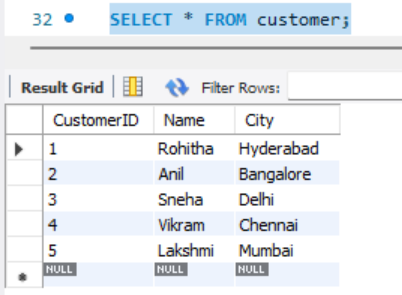 32 SELECT * FROM customer;
Result Grid Filter Rows:
CustomerID Name City
1 Rohitha Hyderabad
2 Anil Bangalore
3 Sneha Delhi
4 Vikram Chennai
5 Lakshmi Mumbai
NULL NULL NULL